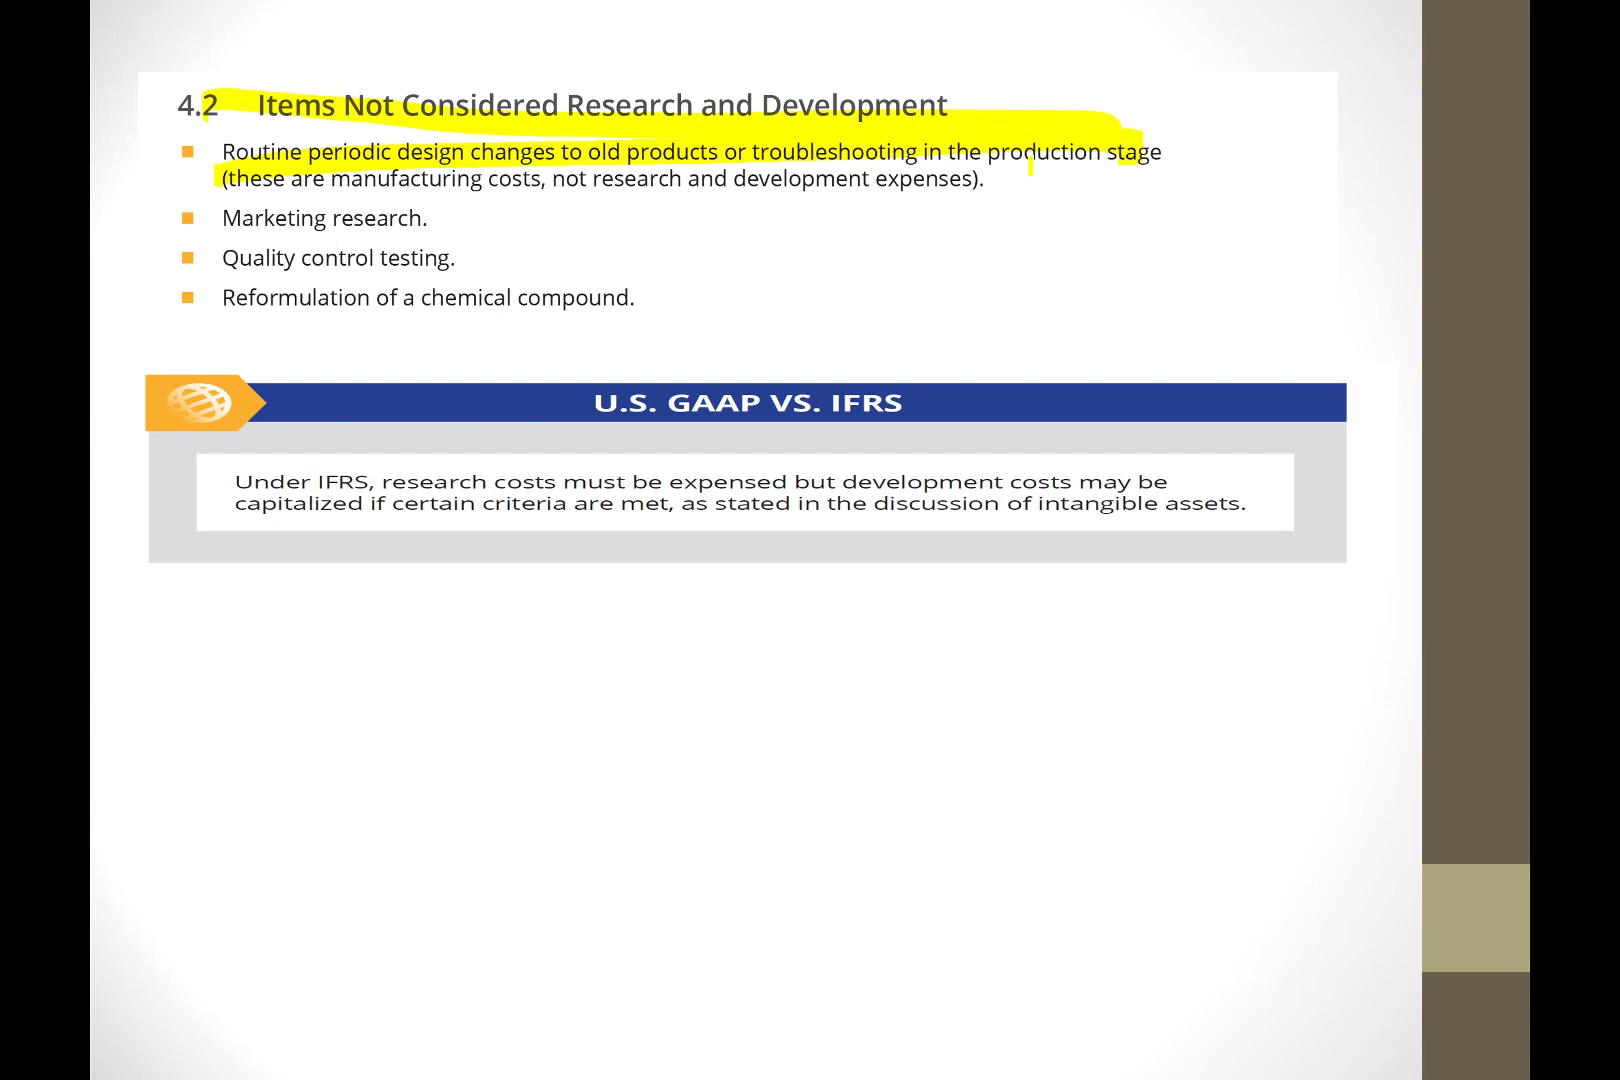 4.2 Items Not Considered Research and Development
Routine periodic design changes to old products or troubleshooting in the production stage
(these are manufacturing costs, not research and development expenses).
Marketing research.
Quality control testing.
Reformulation of a chemical compound.
U.S. GAAP VS. IFRS
Under IFRS, research costs must be expensed but development costs may be
capitalized if certain criteria are met, as stated in the discussion of intangible assets.